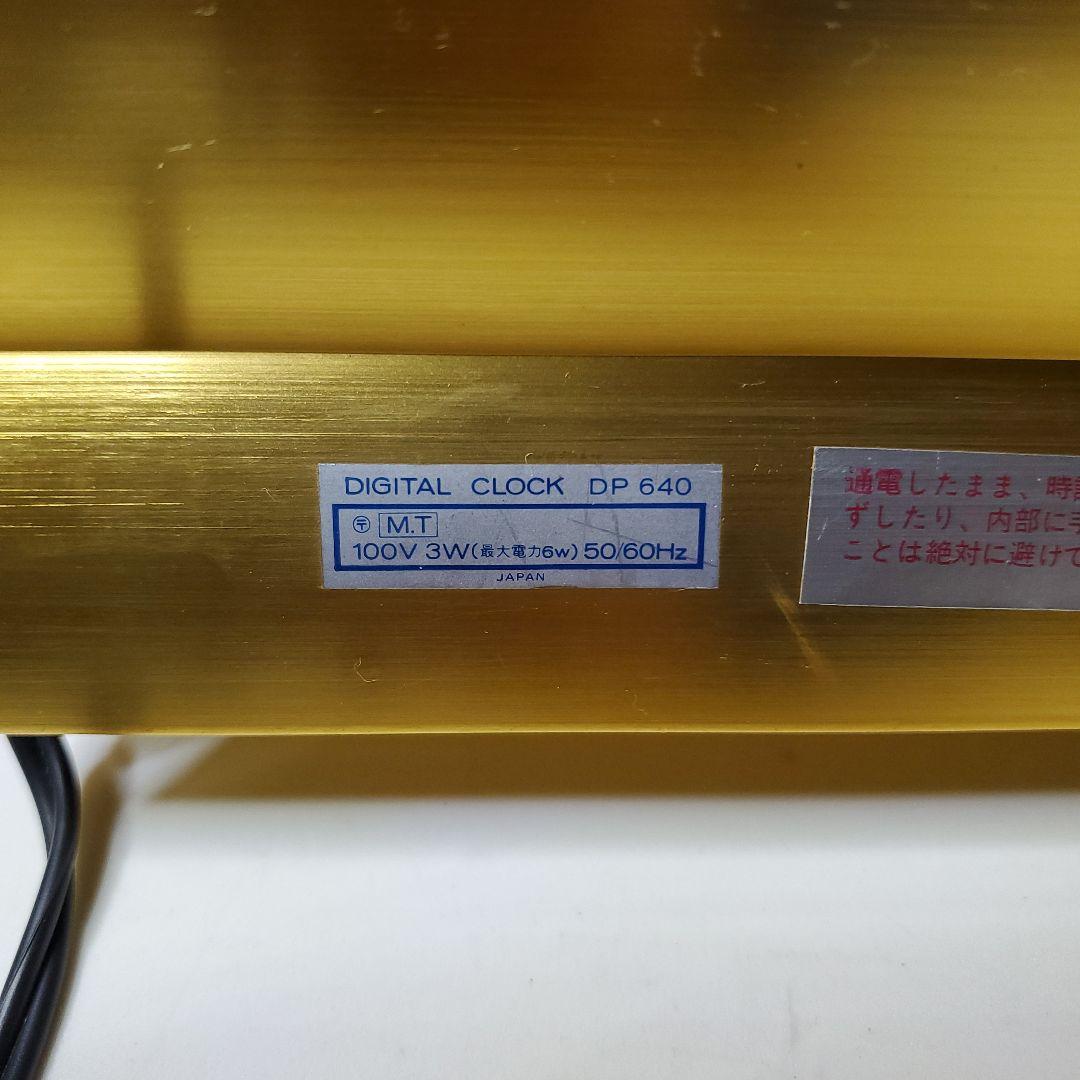 DIGITAL CLOCK DP 640
〒 M.T
100V 3W(最大電力6w) 50/60Hz
JAPAN
通電したまま、時
ずしたり、内部に手
ことは絶対に避けて